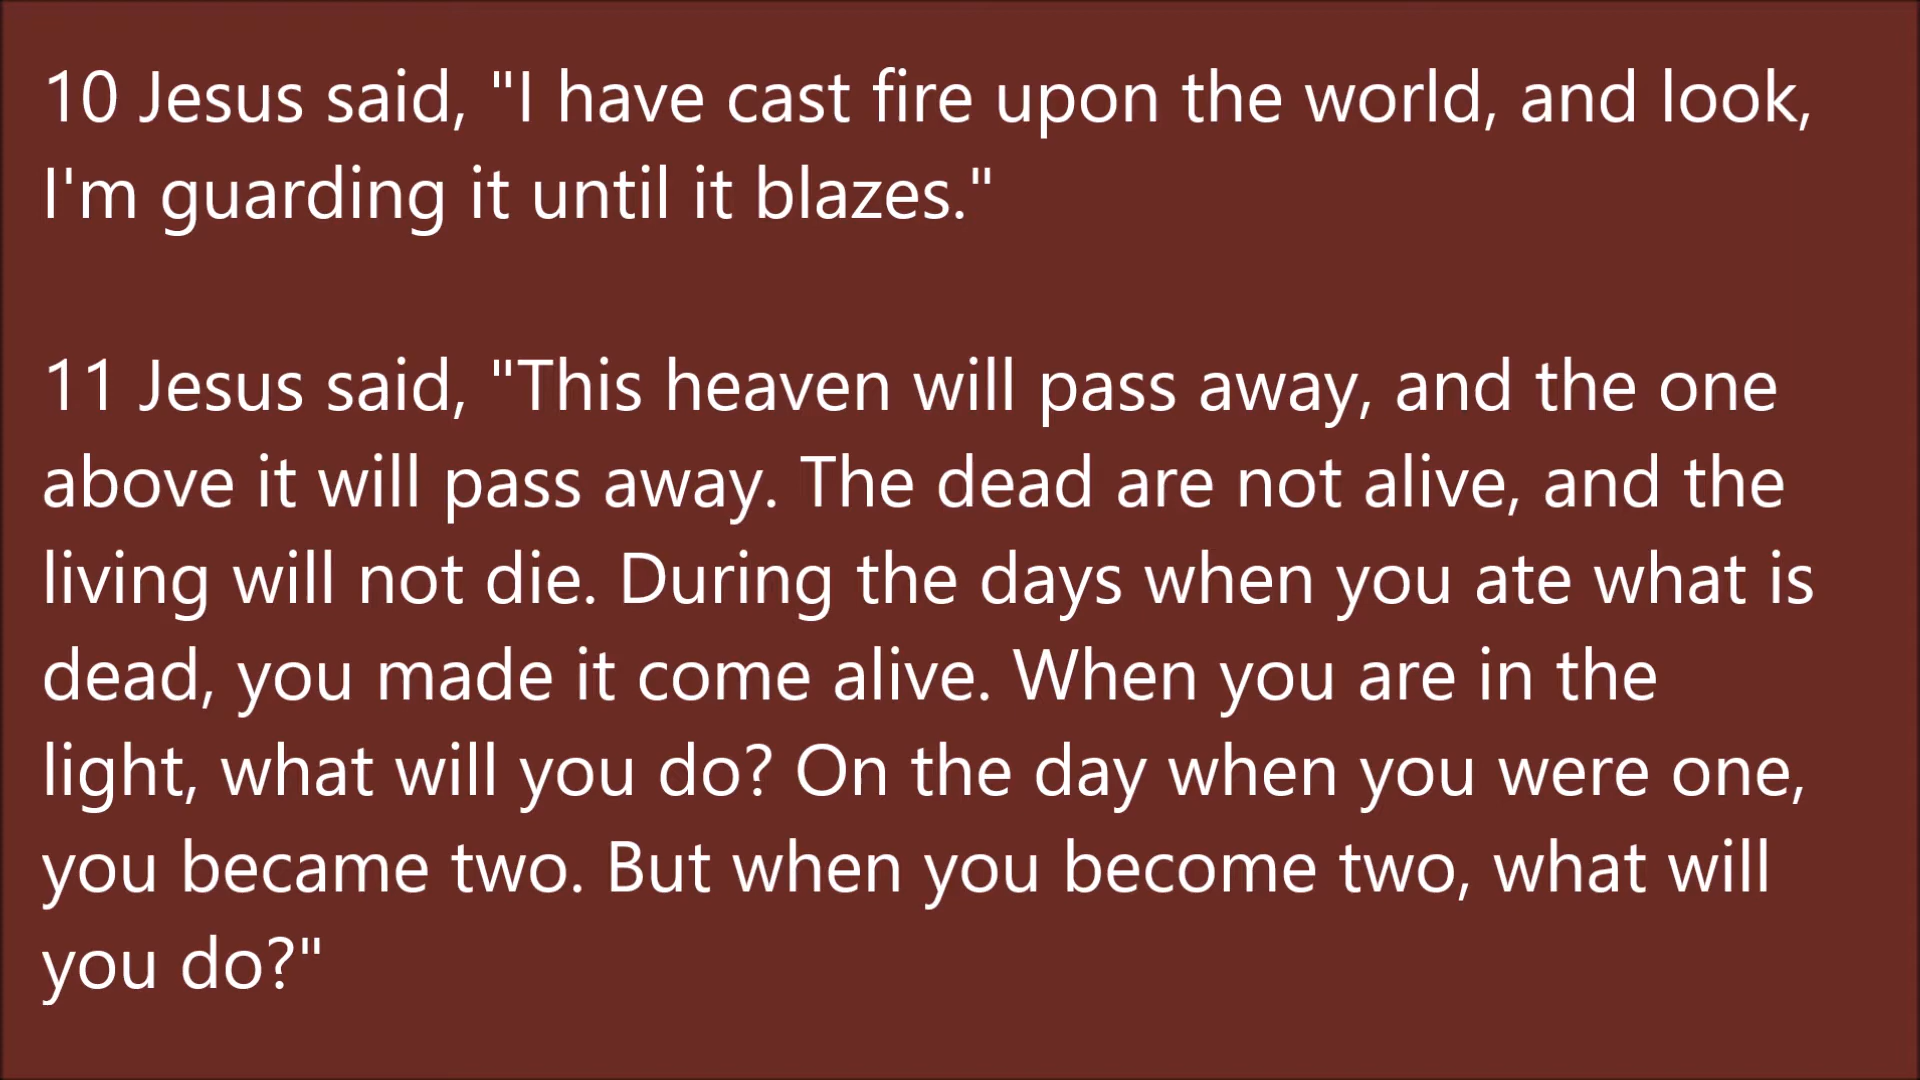 10 Jesus said, "I have cast fire upon the world, and look,
I'm guarding it until it blazes."
11 Jesus said, "This heaven will pass away, and the one
above it will pass away. The dead are not alive, and the
living will not die. During the days when you ate what is
dead, you made it come alive. When you are in the
light, what will you do? On the day when you were one,
you became two. But when you become two, what will
you do?"